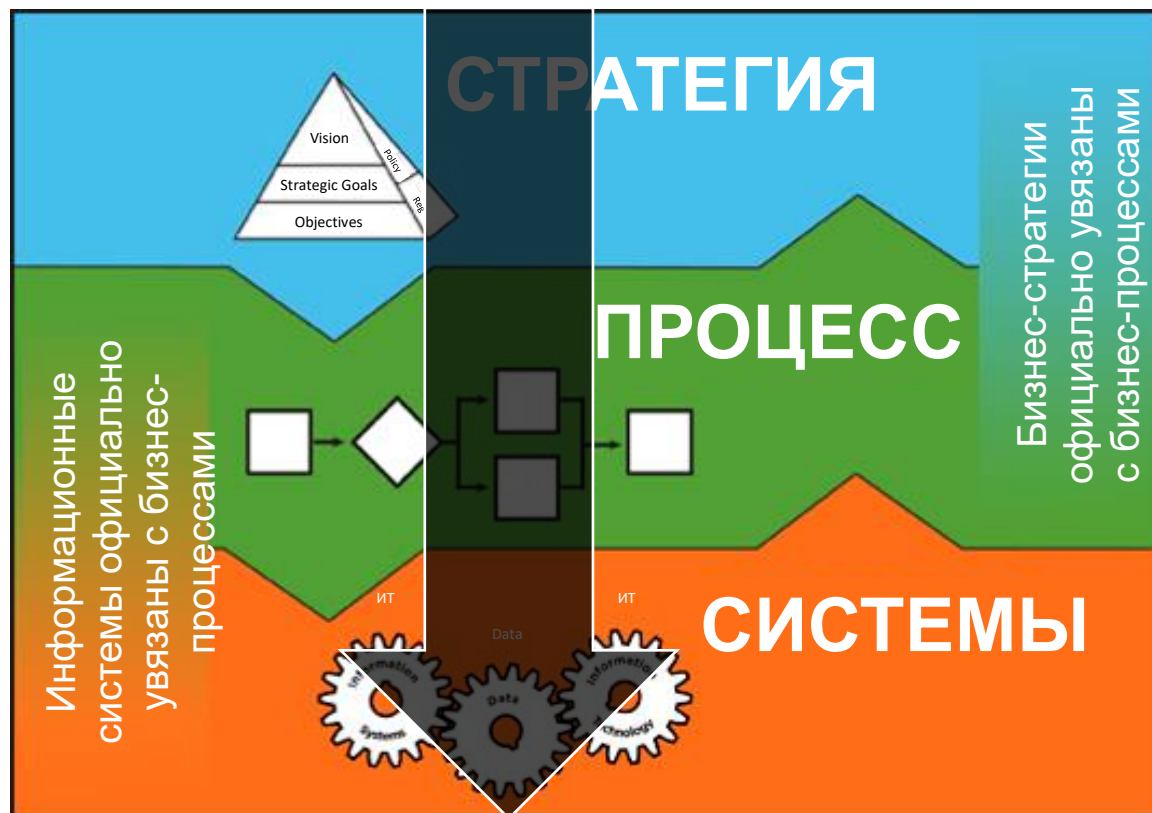 СТРАТЕГИЯ
Vision
Policy
Strategic Goals
Reg
Objectives
Бизнес-стратегии
официально увязаны
с бизнес-процессами
ПРОЦЕСС
Информационные
системы официально
увязаны с бизнес-
процессами
СИСТЕМЫ
ИТ
Data
ИТ
Information
Systems
Data
Information
Technology